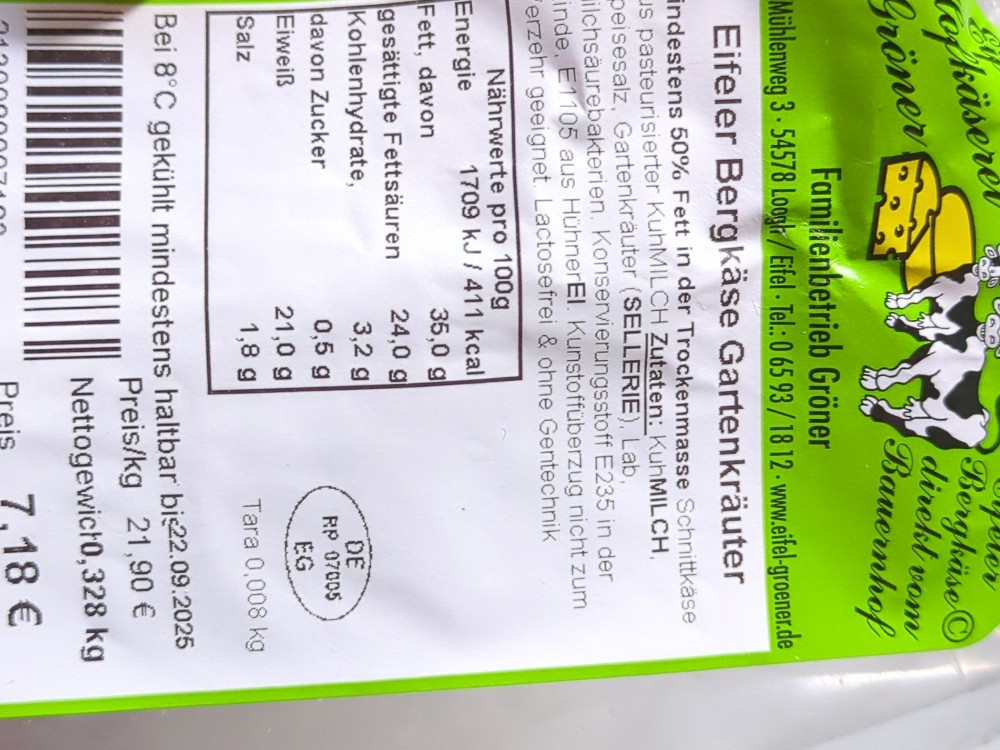 Hofkäserei
Gröner
Bergkäse ©
direkt vom
Bauernhof
Familienbetrieb Gröner
Mühlenweg 3 · 54578 Loogh / Eifel · Tel.: 0 65 93 / 18 12 · www.eifel-groener.de
Eifeler Bergkäse Gartenkräuter
indestens 50% Fett in der Trockenmasse Schnittkäse
us pasteurisierter KuhMILCH Zutaten: KuhMILCH,
peisesalz, Gartenkräuter (SELLERIE), Lab,
ilchsäurebakterien. Konservierungsstoff E235 in der
inde, E1105 aus HühnerEI. Kunstoffüberzug nicht zum
erzehr geeignet. Lactosefrei & ohne Gentechnik
Nährwerte pro 100g
Energie 1709 kJ / 411 kcal
Fett, davon 35,0 g
gesättigte Fettsäuren 24,0 g
Kohlenhydrate, 3,2 g
davon Zucker 0,5 g
Eiweiß 21,0 g
Salz 1,8 g
DE
RP 07005
EG
Tara 0,008 kg
Bei 8°C gekühlt mindestens haltbar bis22.09.2025
Preis/kg 21,90 €
Nettogewicht0,328 kg
Preis 7,18 €